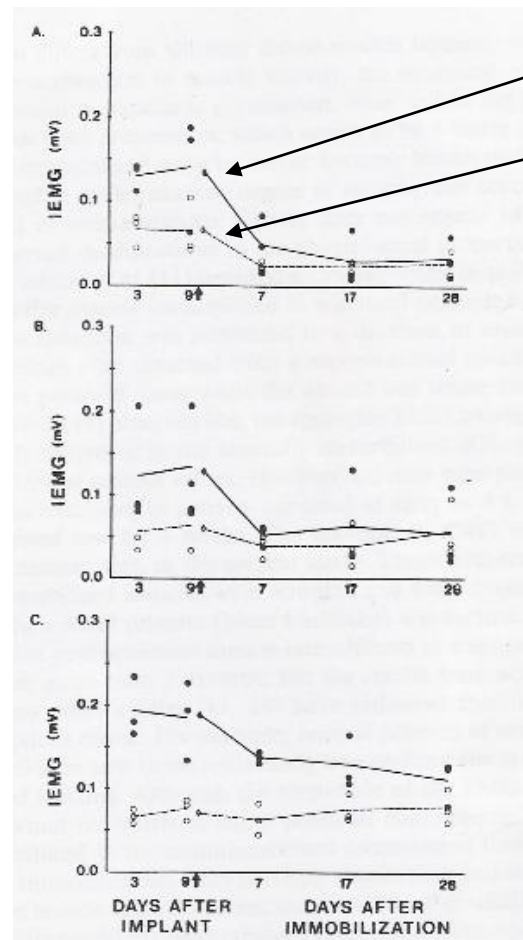 A.
0.3
0.2
0.1
0.0
IEMG (mV)
3 9 7 17 28
B.
0.3
0.2
0.1
0.0
IEMG (mV)
3 9 7 17 28
C.
0.3
0.2
0.1
0.0
IEMG (mV)
3 9 7 17 28
DAYS AFTER DAYS AFTER
IMPLANT IMMOBILIZATION